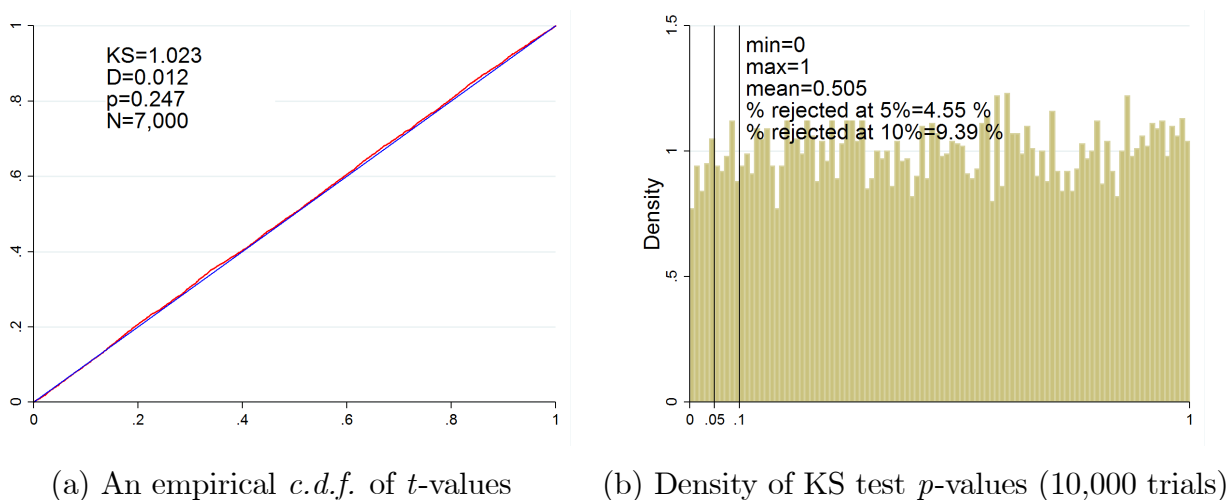 KS=1.023
D=0.012
p=0.247
N=7,000
1
.8
.6
.4
.2
0
0 .2 .4 .6 .8 1
(a) An empirical c.d.f. of t-values
min=0
max=1
mean=0.505
% rejected at 5%=4.55 %
% rejected at 10%=9.39 %
Density
1.5
1
.5
0
0 .05 .1 1
(b) Density of KS test p-values (10,000 trials)